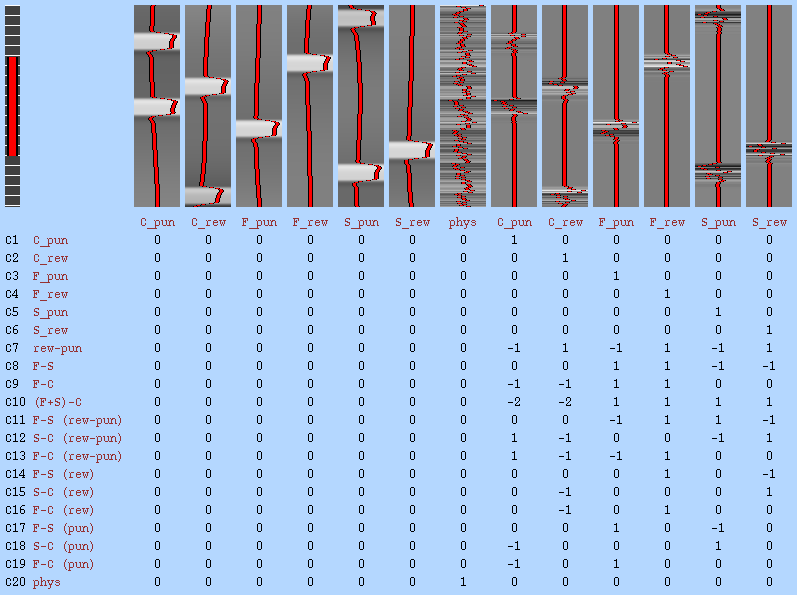 C_pun C_rew F_pun F_rew S_pun S_rew phys C_pun C_rew F_pun F_rew S_pun S_rew
C1 C_pun 0 0 0 0 0 0 0 1 0 0 0 0 0
C2 C_rew 0 0 0 0 0 0 0 0 1 0 0 0 0
C3 F_pun 0 0 0 0 0 0 0 0 0 1 0 0 0
C4 F_rew 0 0 0 0 0 0 0 0 0 0 1 0 0
C5 S_pun 0 0 0 0 0 0 0 0 0 0 0 1 0
C6 S_rew 0 0 0 0 0 0 0 0 0 0 0 0 1
C7 rew-pun 0 0 0 0 0 0 0 -1 1 -1 1 -1 1
C8 F-S 0 0 0 0 0 0 0 0 0 1 1 -1 -1
C9 F-C 0 0 0 0 0 0 0 -1 -1 1 1 0 0
C10 (F+S)-C 0 0 0 0 0 0 0 -2 -2 1 1 1 1
C11 F-S (rew-pun) 0 0 0 0 0 0 0 0 0 -1 1 1 -1
C12 S-C (rew-pun) 0 0 0 0 0 0 0 1 -1 0 0 -1 1
C13 F-C (rew-pun) 0 0 0 0 0 0 0 1 -1 -1 1 0 0
C14 F-S (rew) 0 0 0 0 0 0 0 0 0 0 1 0 -1
C15 S-C (rew) 0 0 0 0 0 0 0 0 -1 0 0 0 1
C16 F-C (rew) 0 0 0 0 0 0 0 0 -1 0 1 0 0
C17 F-S (pun) 0 0 0 0 0 0 0 0 0 1 0 -1 0
C18 S-C (pun) 0 0 0 0 0 0 0 -1 0 0 0 1 0
C19 F-C (pun) 0 0 0 0 0 0 0 -1 0 1 0 0 0
C20 phys 0 0 0 0 0 0 1 0 0 0 0 0 0